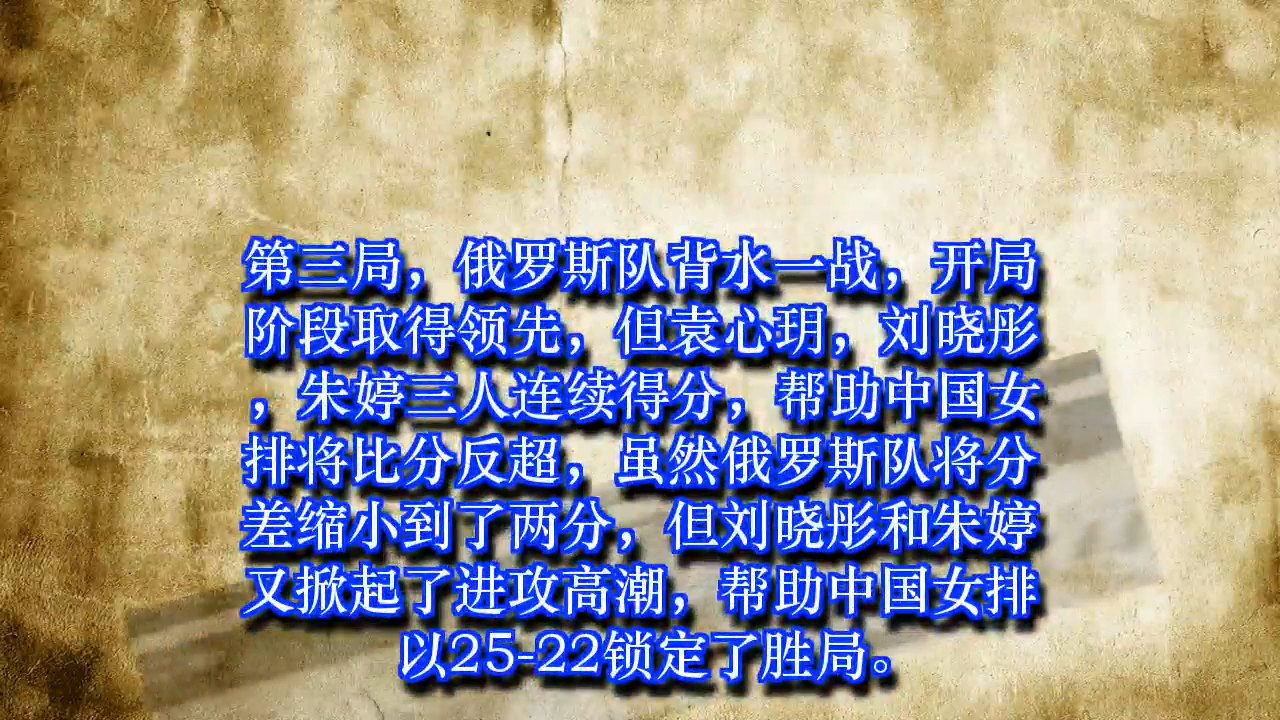 第三局，俄罗斯队背水一战，开局
阶段取得领先，但袁心玥，刘晓彤
，朱婷三人连续得分，帮助中国女
排将比分反超，虽然俄罗斯队将分
差缩小到了两分，但刘晓彤和朱婷
又掀起了进攻高潮，帮助中国女排
以25-22锁定了胜局。